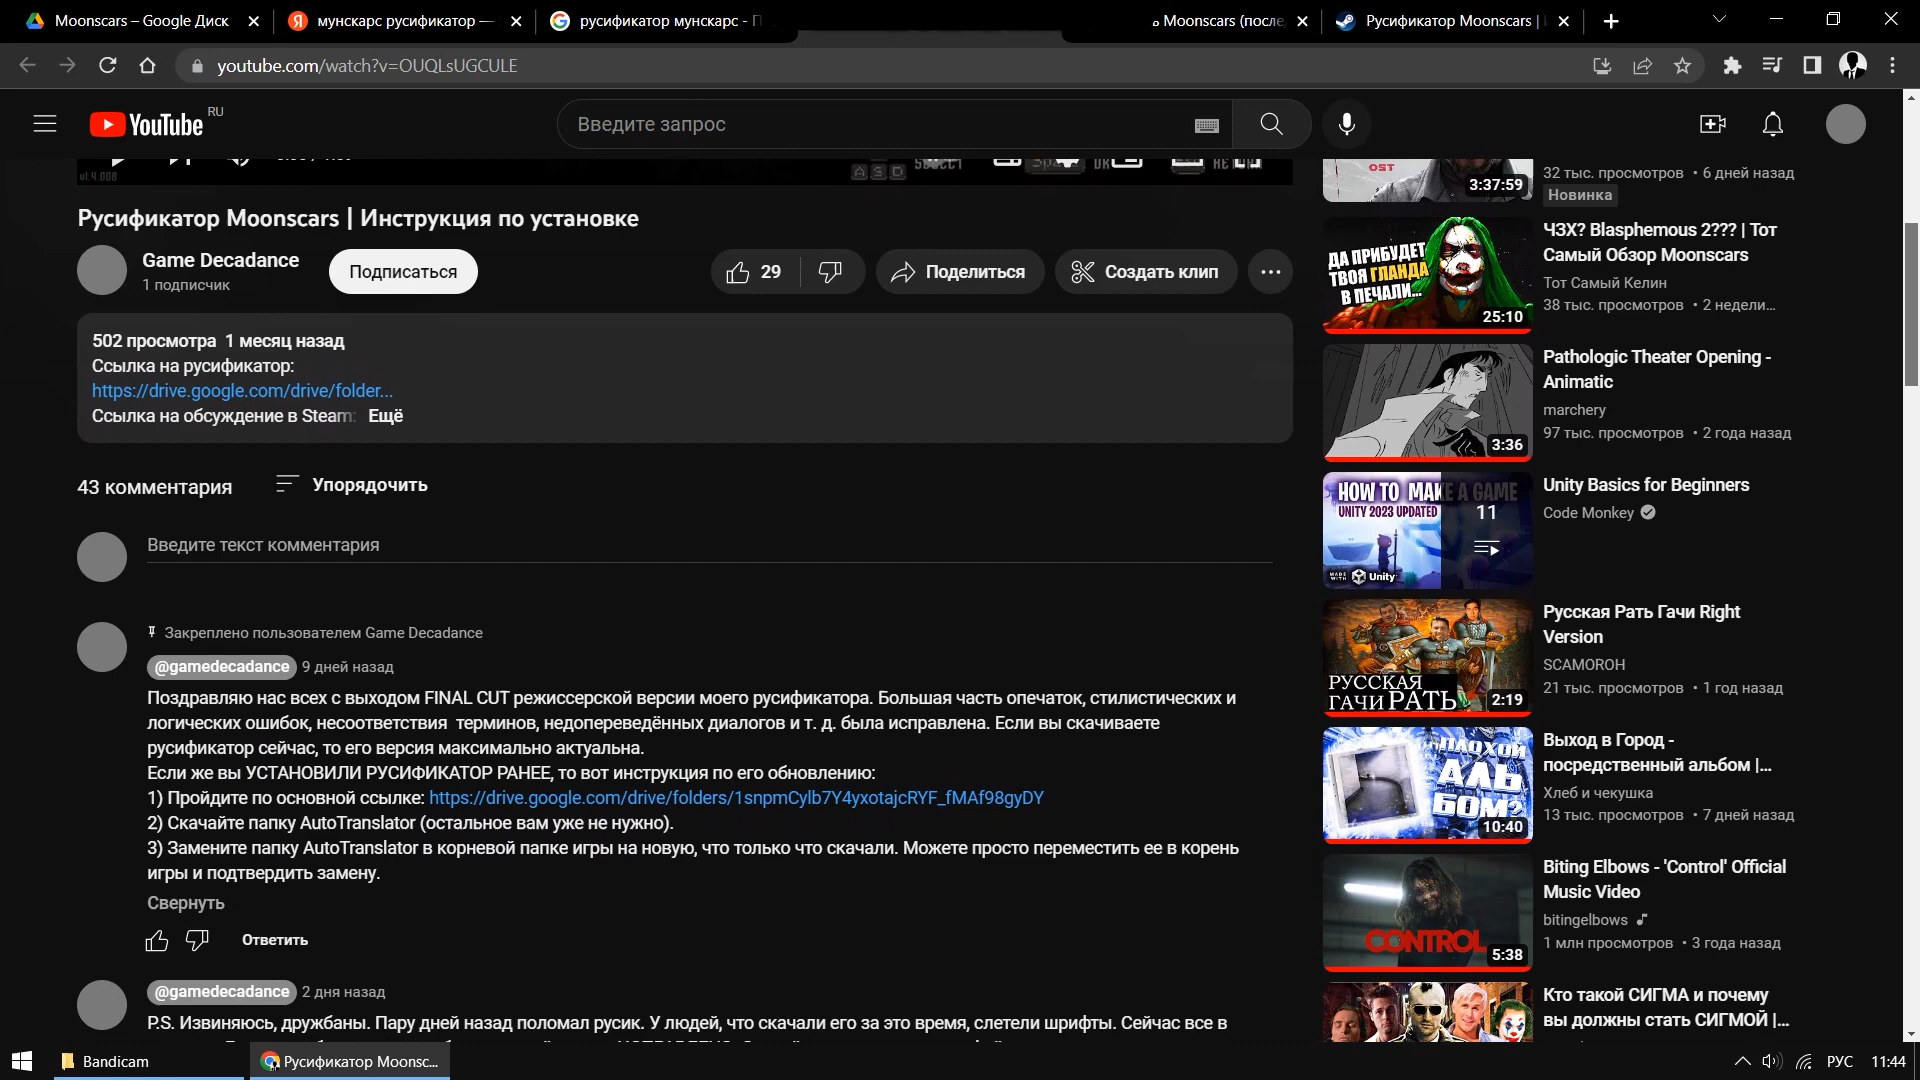 Moonscars – Google Диск
мунскарс русификатор —
русификатор мунскарс - П
Moonscars (после
Русификатор Moonscars |
youtube.com/watch?v=OUQLsUGCULE
YouTube RU
Введите запрос
v1.4.008
A S D
SELECT
Русификатор Moonscars | Инструкция по установке
Game Decadance
1 подписчик
Подписаться
29
Поделиться
Создать клип
502 просмотра 1 месяц назад
Ссылка на русификатор:
https://drive.google.com/drive/folder...
Ссылка на обсуждение в Steam: Ещё
43 комментария
Упорядочить
Введите текст комментария
Закреплено пользователем Game Decadance
@gamedecadance 9 дней назад
Поздравляю нас всех с выходом FINAL CUT режиссерской версии моего русификатора. Большая часть опечаток, стилистических и
логических ошибок, несоответствия терминов, недопереведённых диалогов и т. д. была исправлена. Если вы скачиваете
русификатор сейчас, то его версия максимально актуальна.
Если же вы УСТАНОВИЛИ РУСИФИКАТОР РАНЕЕ, то вот инструкция по его обновлению:
1) Пройдите по основной ссылке: https://drive.google.com/drive/folders/1snpmCylb7Y4yxotajcRYF_fMAf98gyDY
2) Скачайте папку AutoTranslator (остальное вам уже не нужно).
3) Замените папку AutoTranslator в корневой папке игры на новую, что только что скачали. Можете просто переместить ее в корень
игры и подтвердить замену.
Свернуть
Ответить
@gamedecadance 2 дня назад
P.S. Извиняюсь, дружбаны. Пару дней назад поломал русик. У людей, что скачали его за это время, слетели шрифты. Сейчас все в
OST
3:37:59
32 тыс. просмотров • 6 дней назад
Новинка
ДА ПРИБУДЕТ
ТВОЯ ГЛАНДА
В ПЕЧАЛИ...
25:10
ЧЗХ? Blasphemous 2??? | Тот
Самый Обзор Moonscars
Тот Самый Келин
38 тыс. просмотров • 2 недели...
3:36
Pathologic Theater Opening -
Animatic
marchery
97 тыс. просмотров • 2 года назад
HOW TO MAKE A GAME
UNITY 2023 UPDATED
11
MADE WITH Unity
Unity Basics for Beginners
Code Monkey
РУССКАЯ
ГАЧИ РАТЬ
2:19
Русская Рать Гачи Right
Version
SCAMOROH
21 тыс. просмотров • 1 год назад
ПЛОХОЙ
АЛЬ
БОМ?
10:40
Выход в Город -
посредственный альбом |...
Хлеб и чекушка
13 тыс. просмотров • 7 дней назад
CONTROL
5:38
Biting Elbows - 'Control' Official
Music Video
bitingelbows
1 млн просмотров • 3 года назад
Кто такой СИГМА и почему
вы должны стать СИГМОЙ |...
Bandicam
Русификатор Moonsc...
РУС
11:44